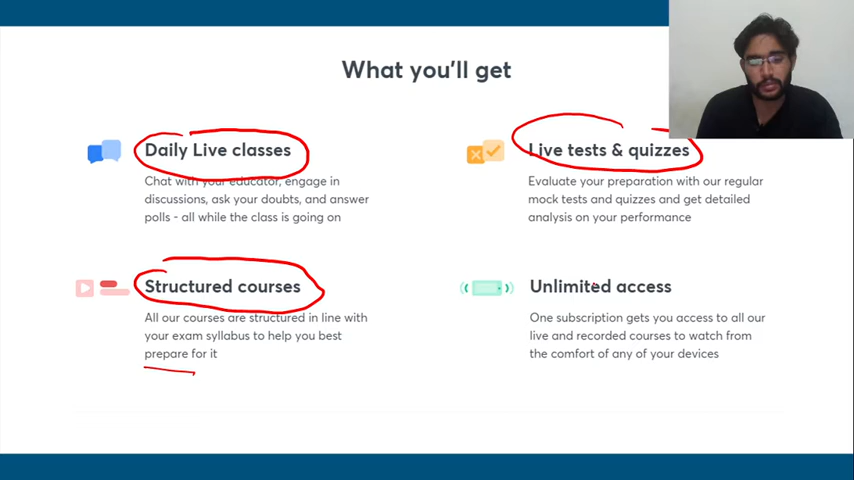 What you'll get
Daily Live classes
Chat with your educator, engage in
discussions, ask your doubts, and answer
polls - all while the class is going on
Live tests & quizzes
Evaluate your preparation with our regular
mock tests and quizzes and get detailed
analysis on your performance
Structured courses
All our courses are structured in line with
your exam syllabus to help you best
prepare for it
Unlimited access
One subscription gets you access to all our
live and recorded courses to watch from
the comfort of any of your devices